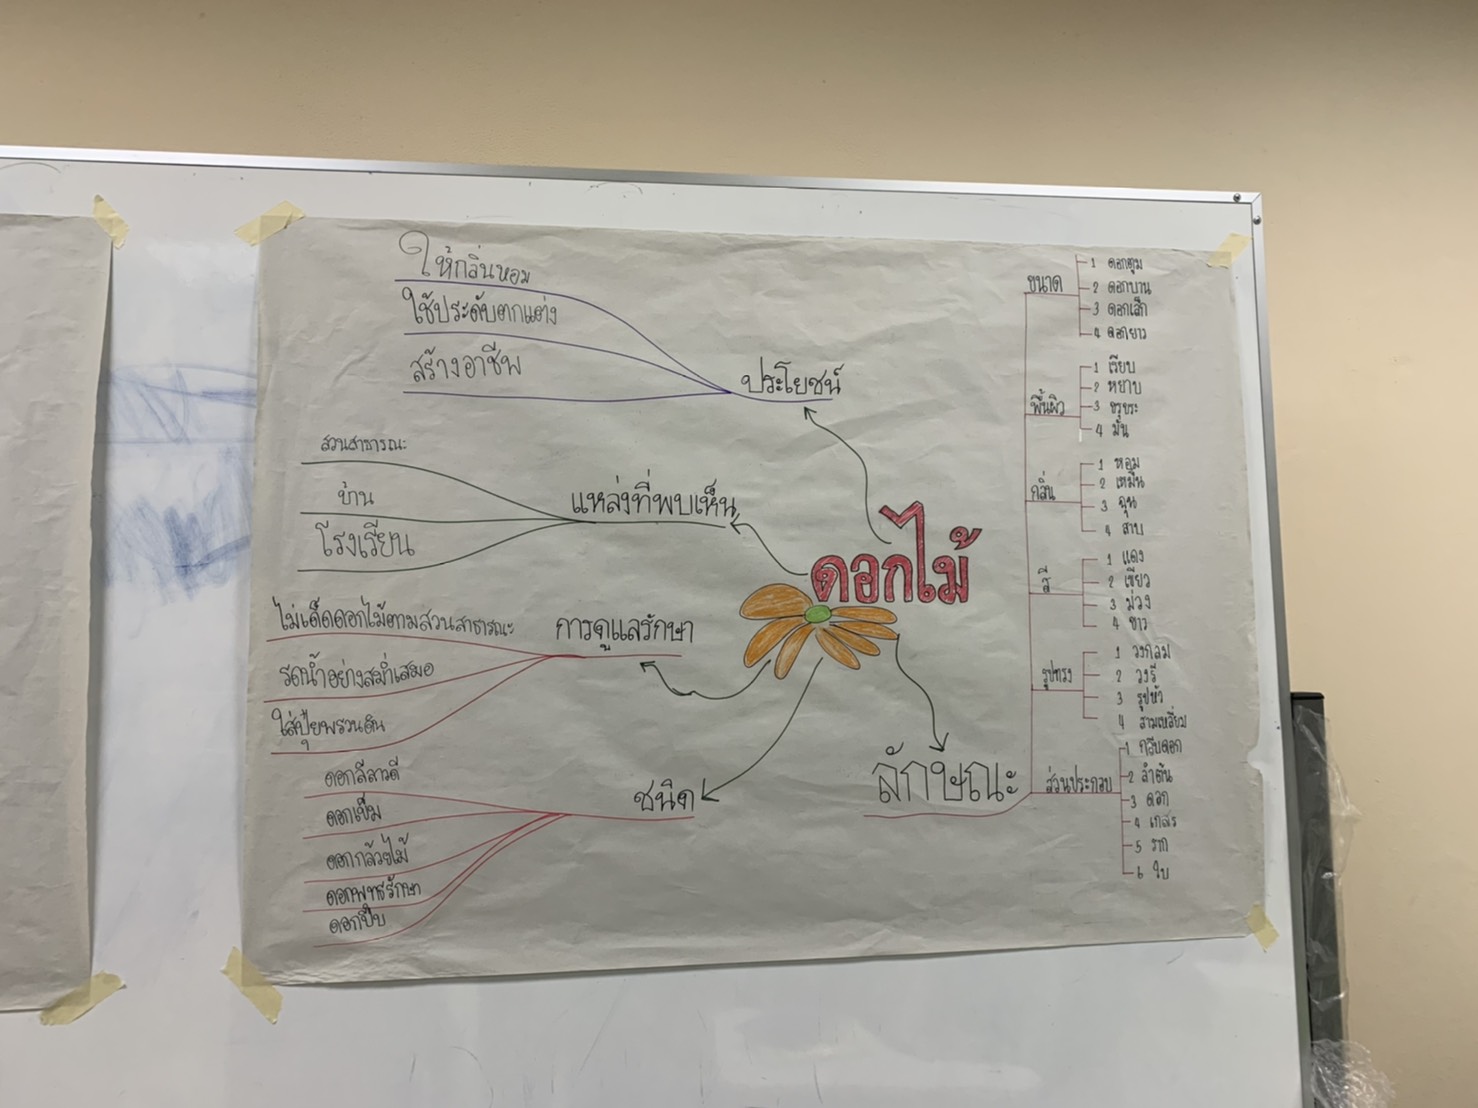 ให้กลิ่นหอม
ใช้ประดับตกแต่ง
สร้างอาชีพ
ประโยชน์
สวนสาธารณะ
บ้าน
โรงเรียน
แหล่งที่พบเห็น
ดอกไม้
ไม่เด็ดดอกไม้ตามสวนสาธารณะ
รดน้ำอย่างสม่ำเสมอ
ใส่ปุ๋ยพรวนดิน
การดูแลรักษา
ดอกลีลาวดี
ดอกเข็ม
ดอกกล้วยไม้
ดอกพุทธรักษา
ดอกปีบ
ชนิด
ลักษณะ
ขนาด
1 ดอกตูม
2 ดอกบาน
3 ดอกเล็ก
4 ดอกยาว
พื้นผิว
1 เรียบ
2 หยาบ
3 ขรุขระ
4 มัน
กลิ่น
1 หอม
2 เหม็น
3 ฉุน
4 สาบ
สี
1 แดง
2 เขียว
3 ม่วง
4 ขาว
รูปทรง
1 วงกลม
2 วงรี
3 รูปหัว
4 สามเหลี่ยม
ส่วนประกอบ
1 กลีบดอก
2 ลำต้น
3 ดอก
4 เกสร
5 ราก
6 ใบ